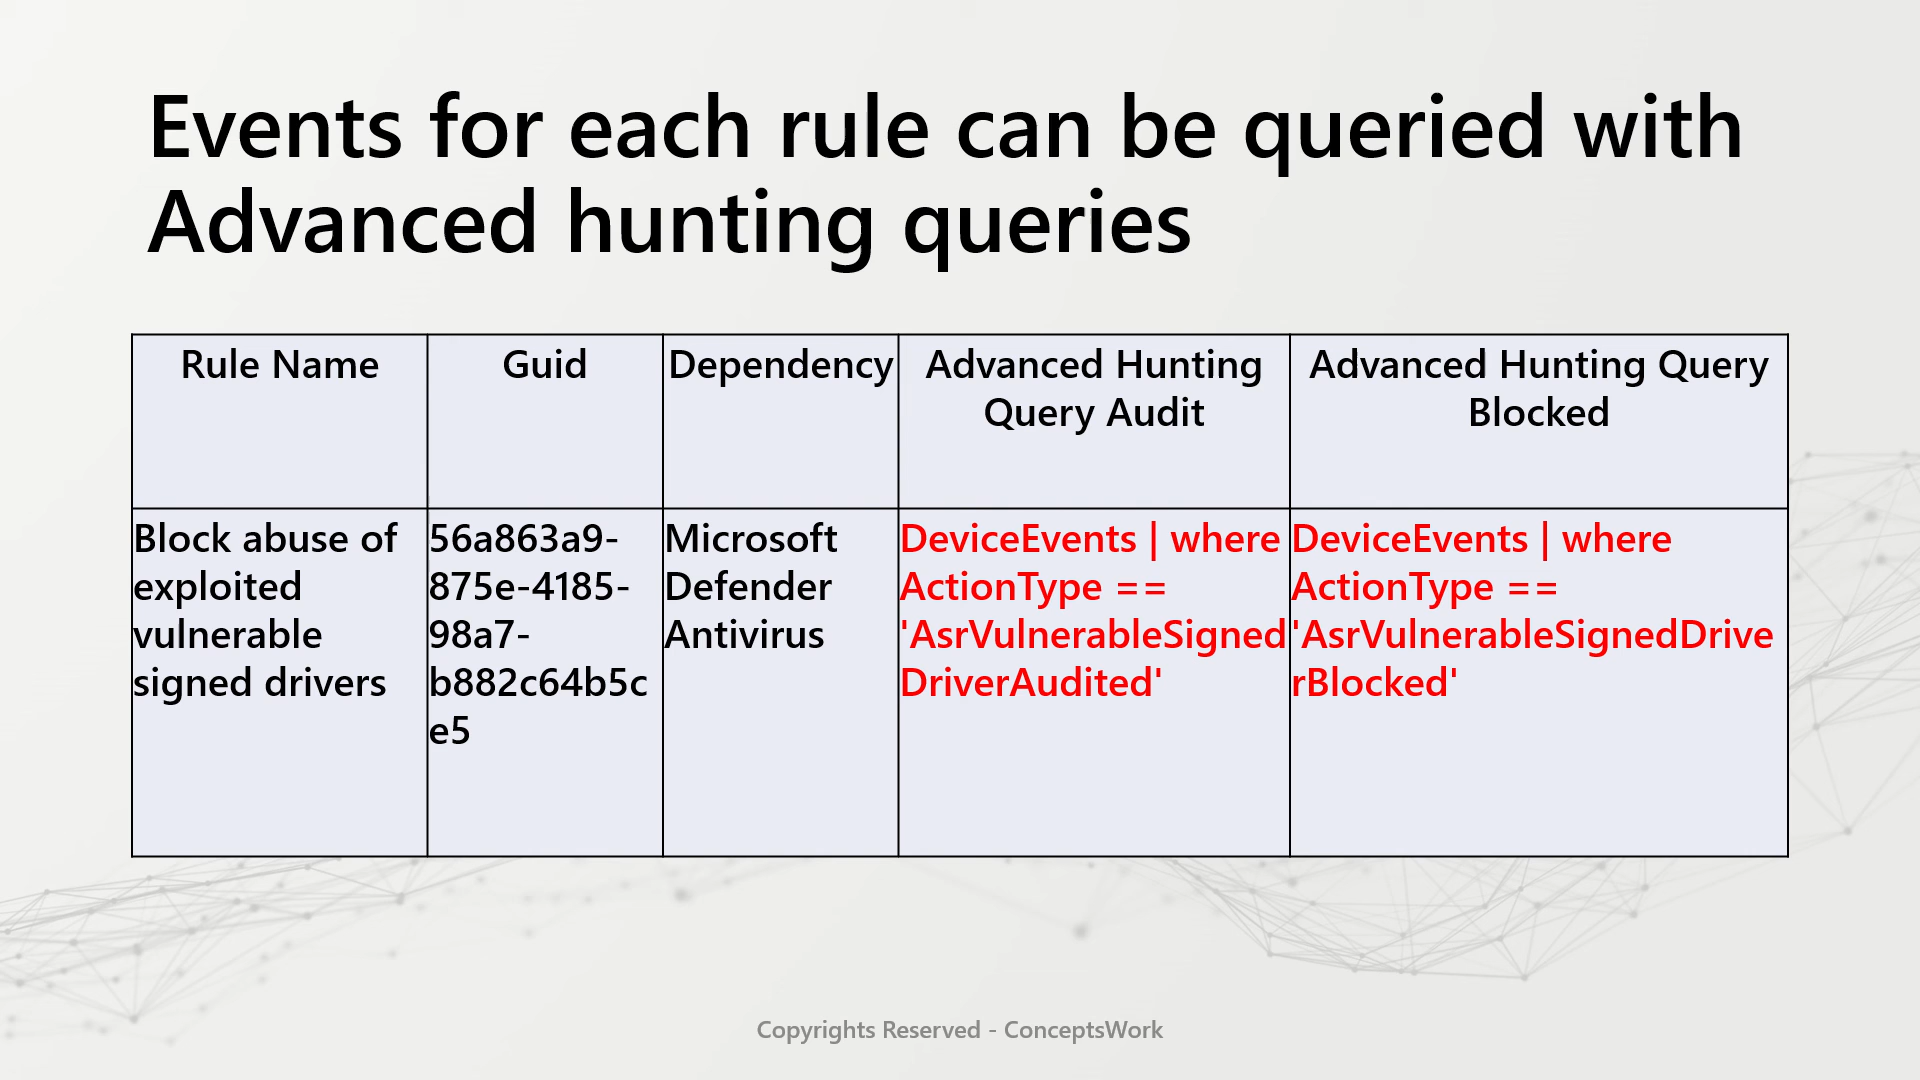 Events for each rule can be queried with
Advanced hunting queries
Rule Name
Guid
Dependency
Advanced Hunting
Query Audit
Advanced Hunting Query
Blocked
Block abuse of
exploited
vulnerable
signed drivers
56a863a9-
875e-4185-
98a7-
b882c64b5c
e5
Microsoft
Defender
Antivirus
DeviceEvents | where
ActionType ==
'AsrVulnerableSigned
DriverAudited'
DeviceEvents | where
ActionType ==
'AsrVulnerableSignedDrive
rBlocked'
Copyrights Reserved - ConceptsWork